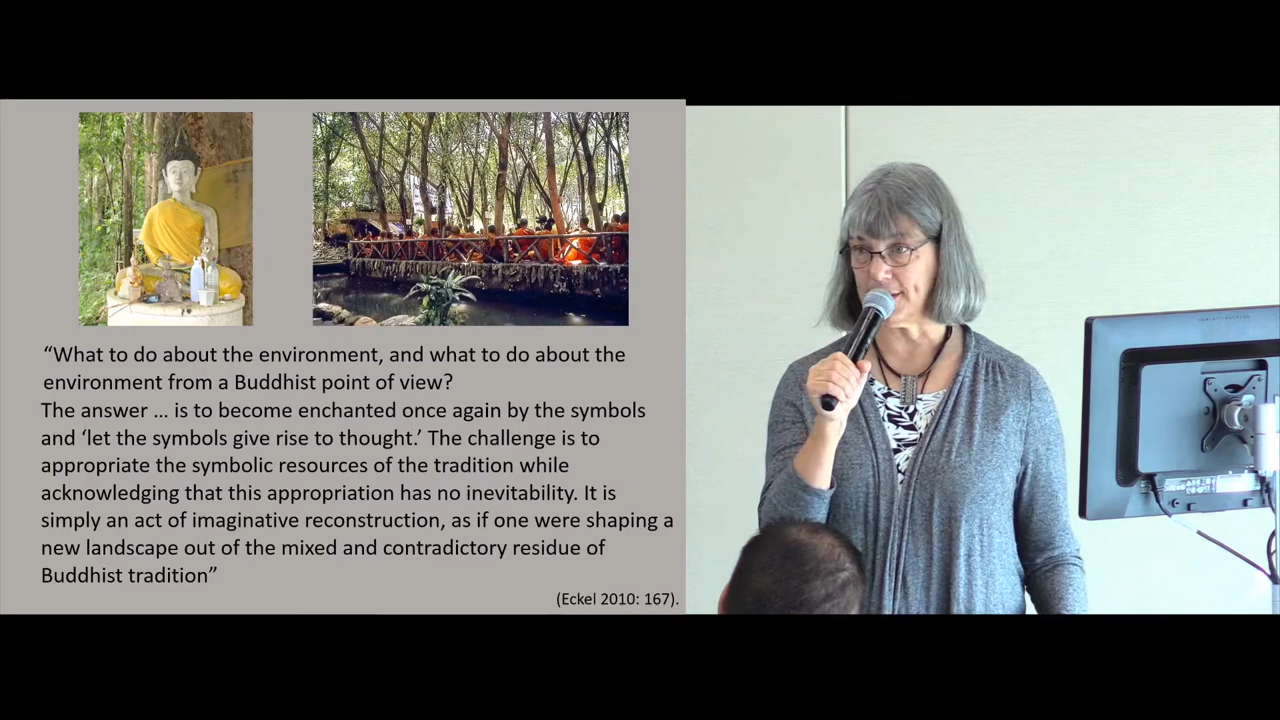 “What to do about the environment, and what to do about the
environment from a Buddhist point of view?
The answer … is to become enchanted once again by the symbols
and ‘let the symbols give rise to thought.’ The challenge is to
appropriate the symbolic resources of the tradition while
acknowledging that this appropriation has no inevitability. It is
simply an act of imaginative reconstruction, as if one were shaping a
new landscape out of the mixed and contradictory residue of
Buddhist tradition”
(Eckel 2010: 167).